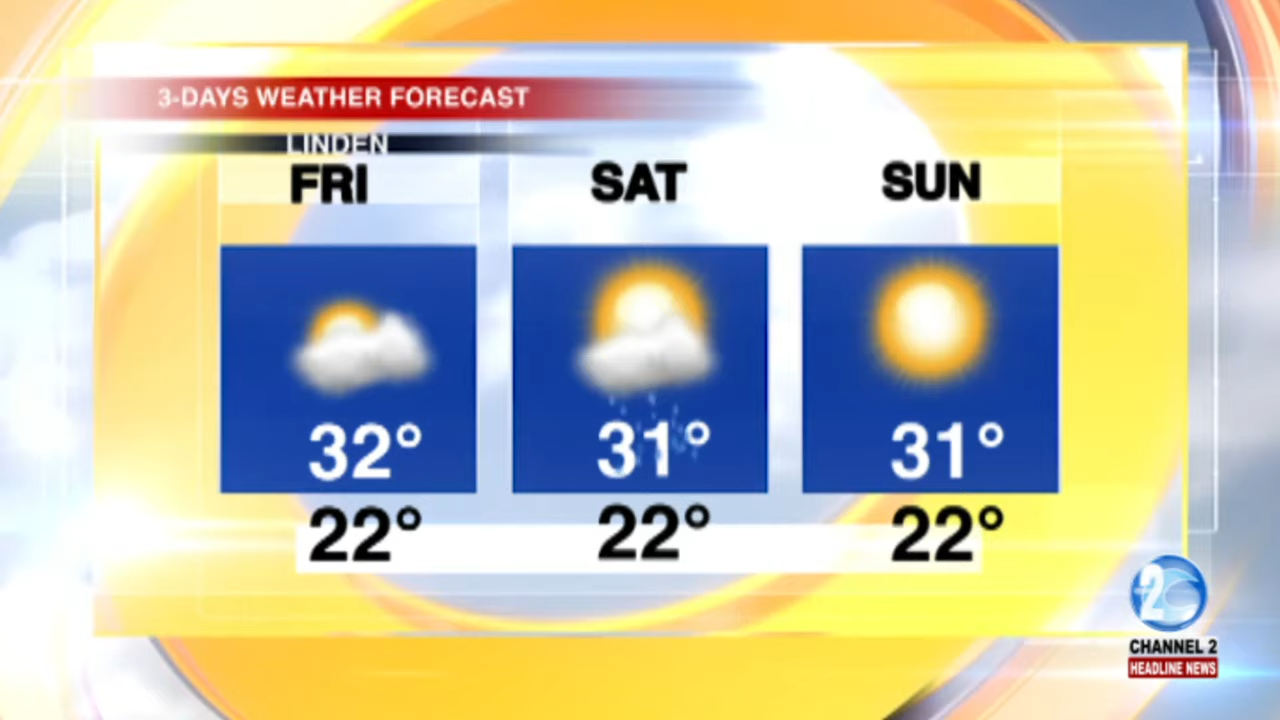 3-DAYS WEATHER FORECAST
LINDEN
FRI SAT SUN
32° 31° 31°
22° 22° 22°
2
CHANNEL 2
HEADLINE NEWS